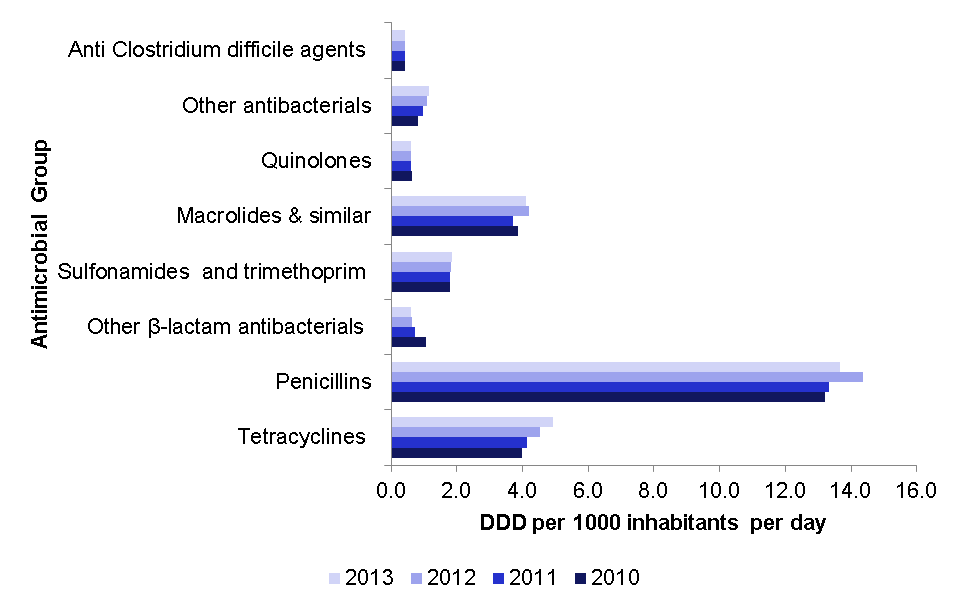 Antimicrobial Group
Anti Clostridium difficile agents
Other antibacterials
Quinolones
Macrolides & similar
Sulfonamides and trimethoprim
Other β-lactam antibacterials
Penicillins
Tetracyclines
0.0 2.0 4.0 6.0 8.0 10.0 12.0 14.0 16.0
DDD per 1000 inhabitants per day
2013 2012 2011 2010